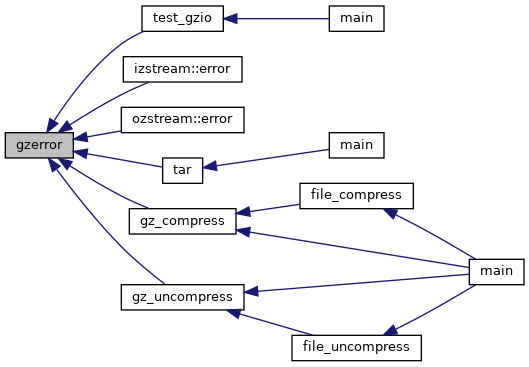 test_gzio
main
izstream::error
ozstream::error
gzerror
main
tar
file_compress
gz_compress
main
gz_uncompress
file_uncompress